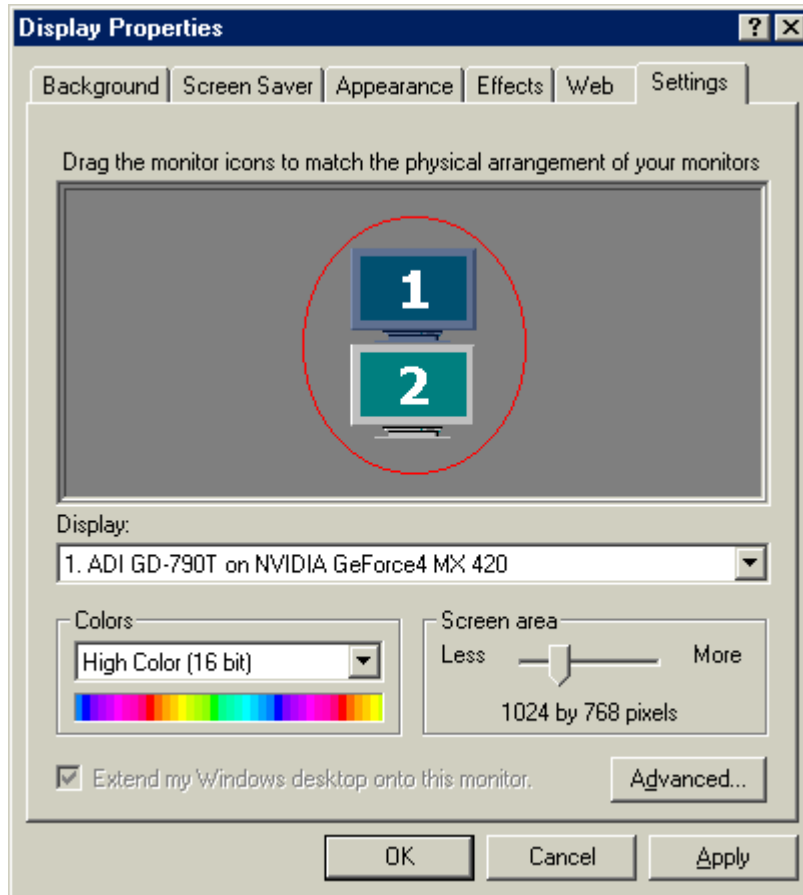 Display Properties
Background Screen Saver Appearance Effects Web Settings
Drag the monitor icons to match the physical arrangement of your monitors
1
2
Display:
1. ADI GD-790T on NVIDIA GeForce4 MX 420
Colors
High Color (16 bit)
Screen area
Less More
1024 by 768 pixels
Extend my Windows desktop onto this monitor.
Advanced...
OK Cancel Apply